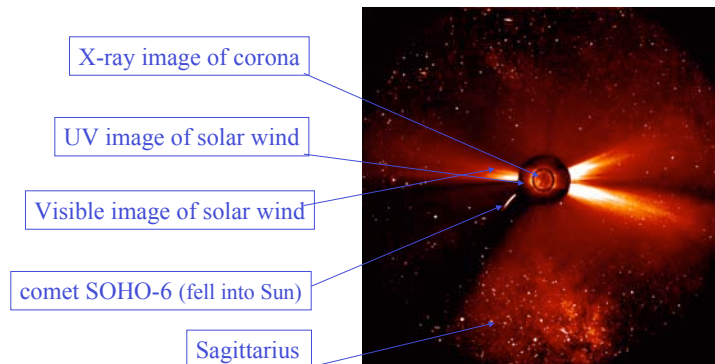 X-ray image of corona
UV image of solar wind
Visible image of solar wind
comet SOHO-6 (fell into Sun)
Sagittarius